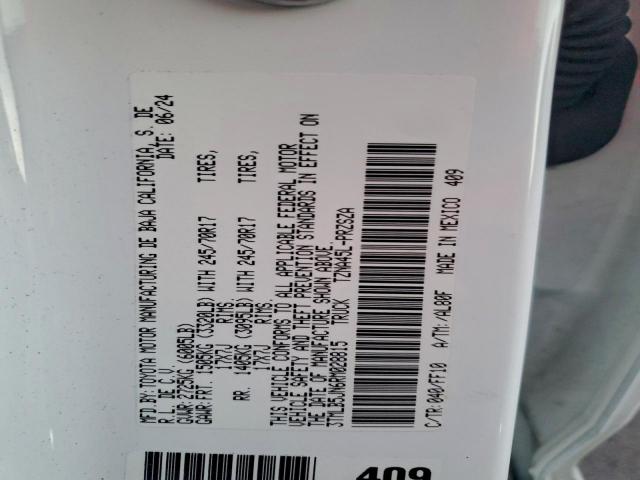 MFD BY: TOYOTA MOTOR MANUFACTURING DE BAJA CALIFORNIA, S. DE
R.L. DE C.V. DATE: 06/24
GVWR: 2725KG (6005LB)
GAWR: FRT. 1505KG (3320LB) WITH 245/70R17 TIRES,
17X7J RIMS.
RR. 1405KG (3095LB) WITH 245/70R17 TIRES,
17X7J RIMS.
THIS VEHICLE CONFORMS TO ALL APPLICABLE FEDERAL MOTOR
VEHICLE SAFETY AND THEFT PREVENTION STANDARDS IN EFFECT ON
THE DATE OF MANUFACTURE SHOWN ABOVE.
3TMLB5JN6RM028815 TRUCK TZNA45L-PRZSZA
C/TR: 040/FF10 A/TM: /AL80F MADE IN MEXICO 409
409